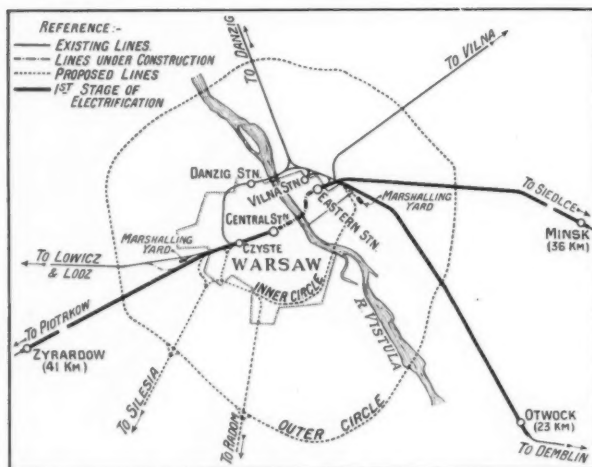 REFERENCE:-
EXISTING LINES.
LINES UNDER CONSTRUCTION
PROPOSED LINES
1ST STAGE OF
ELECTRIFICATION
TO DANZIG
TO VILNA
DANZIG STN.
VILNA STN.
EASTERN STN.
MARSHALLING
YARD
TO SIEDLCE
MINSK
(36 KM)
CENTRAL STN.
CZYSTE
WARSAW
MARSHALLING
YARD
TO LOWICZ
& LODZ
INNER CIRCLE
R. VISTULA
TO PIOTRKOW
ZYRARDOW
(41 KM)
TO SILESIA
TO RADOM
OUTER CIRCLE
OTWOCK
(23 KM)
TO DEMBLIN